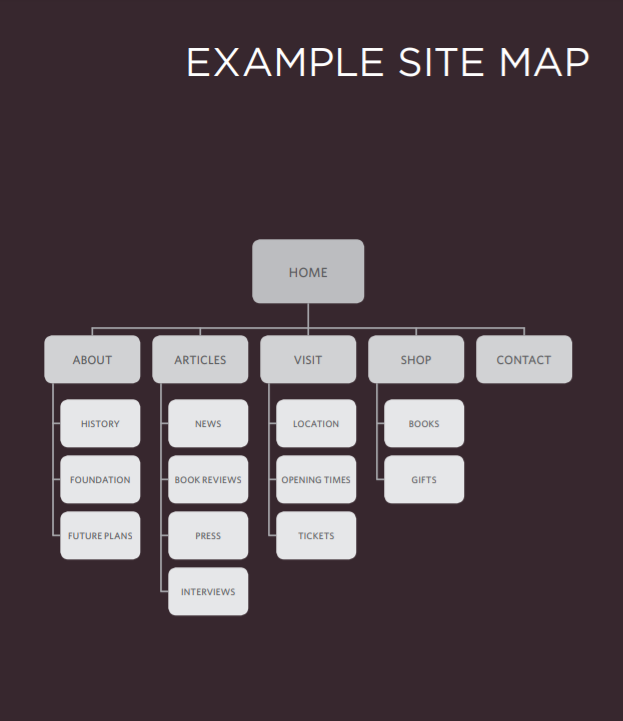 EXAMPLE SITE MAP
HOME
ABOUT
ARTICLES
VISIT
SHOP
CONTACT
HISTORY
NEWS
LOCATION
BOOKS
FOUNDATION
BOOK REVIEWS
OPENING TIMES
GIFTS
FUTURE PLANS
PRESS
TICKETS
INTERVIEWS